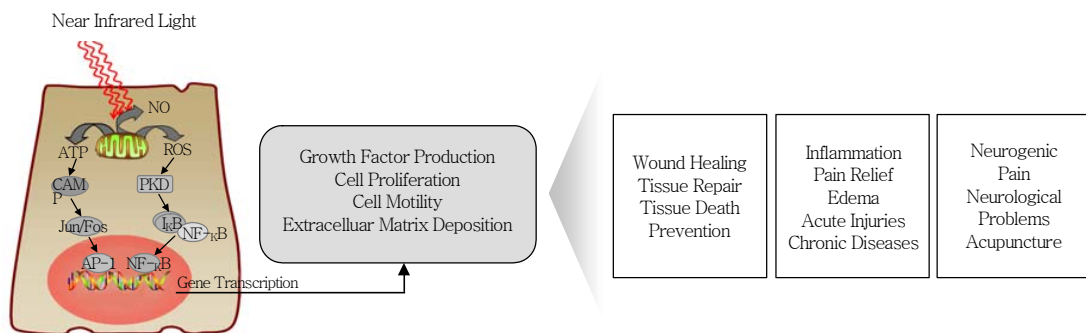 Near Infrared Light
NO
ATP
ROS
CAM
P
PKD
Jun/Fos
IκB
NF-κB
AP-1
NF-κB
Gene Transcription
Growth Factor Production
Cell Proliferation
Cell Motility
Extracelluar Matrix Deposition
Wound Healing
Tissue Repair
Tissue Death
Prevention
Inflammation
Pain Relief
Edema
Acute Injuries
Chronic Diseases
Neurogenic
Pain
Neurological
Problems
Acupuncture